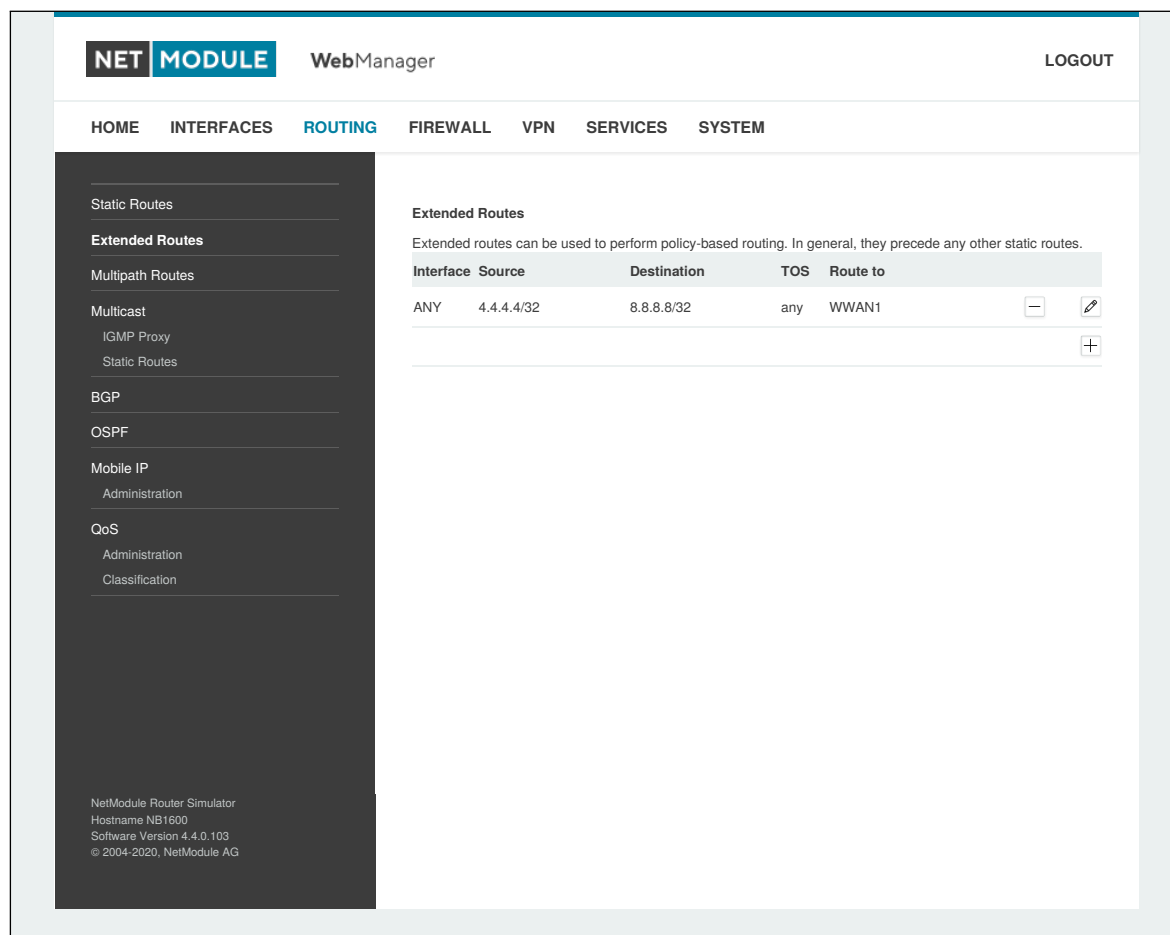 NET MODULE WebManager LOGOUT
HOME INTERFACES ROUTING FIREWALL VPN SERVICES SYSTEM
Static Routes
Extended Routes
Multipath Routes
Multicast
IGMP Proxy
Static Routes
BGP
OSPF
Mobile IP
Administration
QoS
Administration
Classification
NetModule Router Simulator
Hostname NB1600
Software Version 4.4.0.103
© 2004-2020, NetModule AG
Extended Routes
Extended routes can be used to perform policy-based routing. In general, they precede any other static routes.
Interface Source Destination TOS Route to
ANY 4.4.4.4/32 8.8.8.8/32 any WWAN1